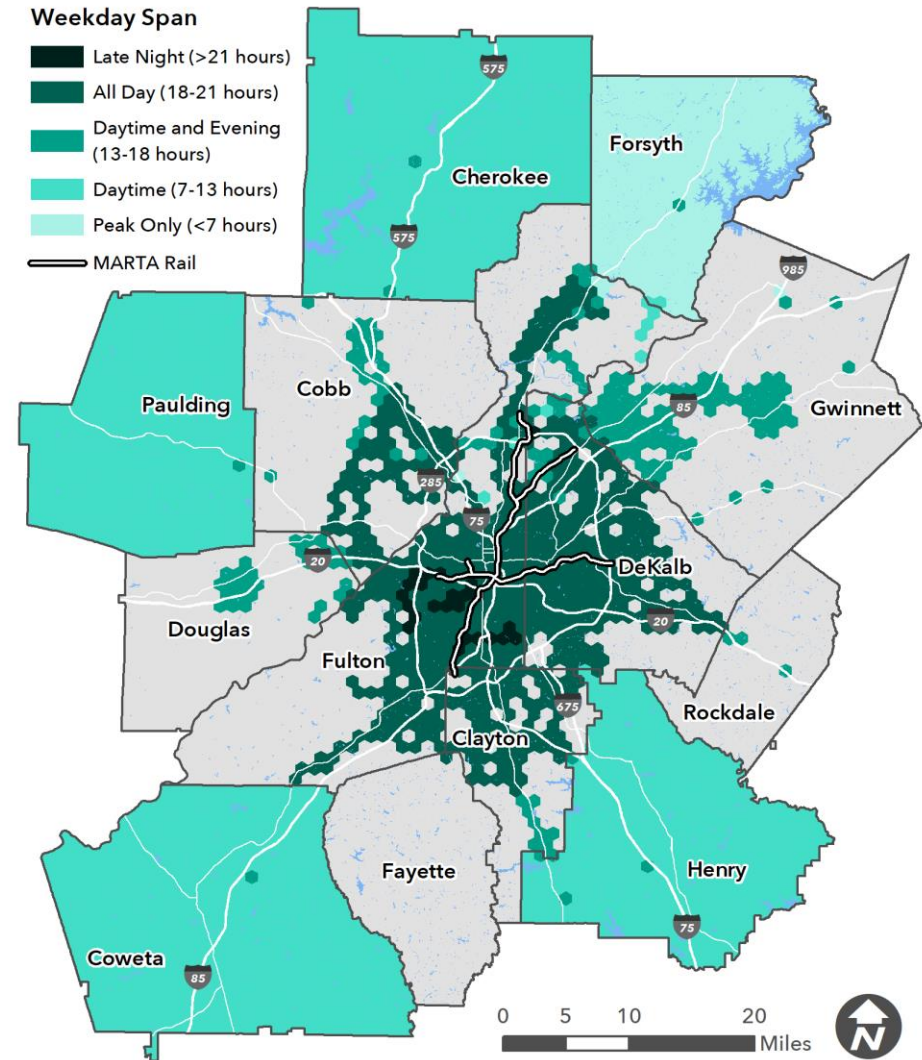 Weekday Span
Late Night (>21 hours)
All Day (18-21 hours)
Daytime and Evening
(13-18 hours)
Daytime (7-13 hours)
Peak Only (<7 hours)
MARTA Rail
575
Forsyth
Cherokee
575
985
Cobb
Paulding
85
Gwinnett
285
75
20
DeKalb
Douglas
20
Fulton
675
Rockdale
Clayton
Fayette
Henry
75
Coweta
85
0 5 10 20
Miles
N